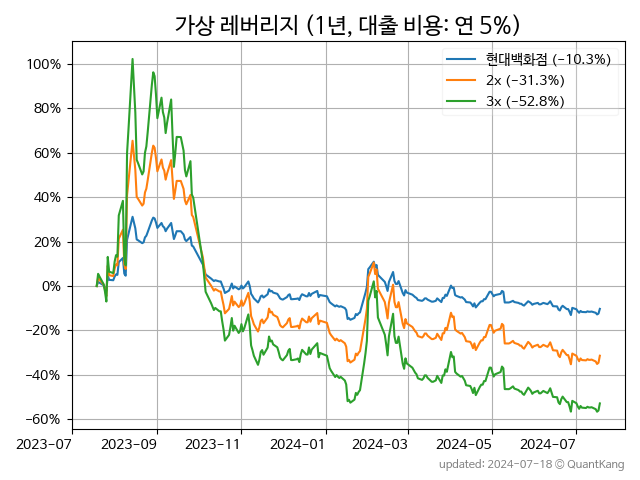 가상 레버리지 (1년, 대출 비용: 연 5%)
현대백화점 (−10.3%)
2x (−31.3%)
3x (−52.8%)
100%
80%
60%
40%
20%
0%
−20%
−40%
−60%
2023-07 2023-09 2023-11 2024-01 2024-03 2024-05 2024-07
updated: 2024-07-18 © QuantKang